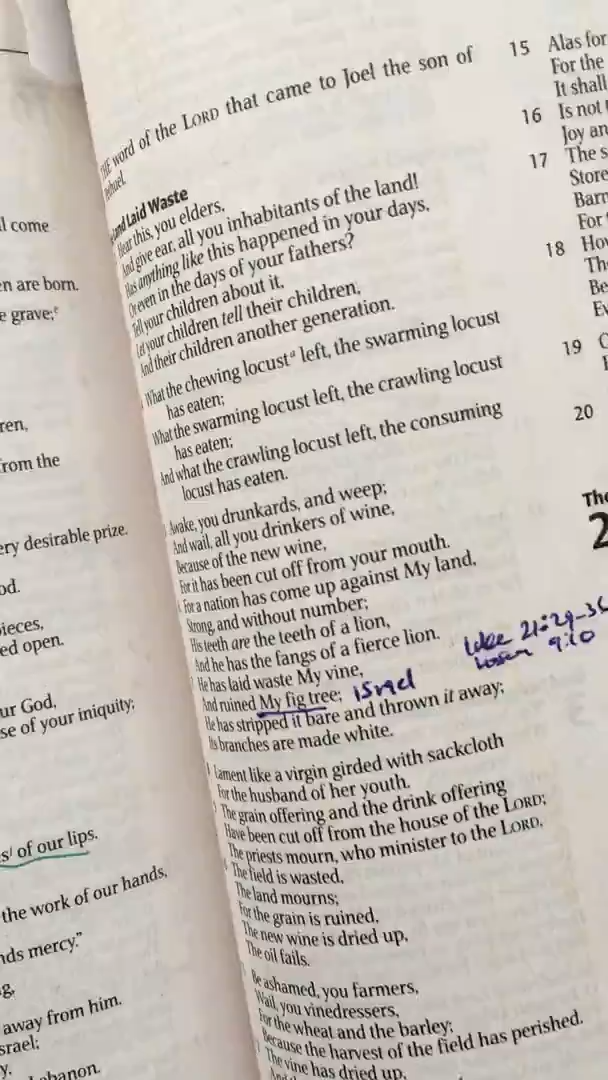 ll come
en are born.
e grave;e
ren,
rom the
ery desirable prize.
od.
ieces,
ed open.
ur God,
se of your iniquity;
s of our lips.
the work of our hands,
nds mercy."
g,
away from him.
srael;
y.
ebanon.
THE word of the LORD that came to Joel the son of
Pethuel.
Land Laid Waste
Hear this, you elders,
And give ear, all you inhabitants of the land!
Has anything like this happened in your days,
Or even in the days of your fathers?
Tell your children about it,
Let your children tell their children,
And their children another generation.
What the chewing locusta left, the swarming locust
has eaten;
What the swarming locust left, the crawling locust
has eaten;
And what the crawling locust left, the consuming
locust has eaten.
Awake, you drunkards, and weep;
And wail, all you drinkers of wine,
Because of the new wine,
For it has been cut off from your mouth.
For a nation has come up against My land,
Strong, and without number;
His teeth are the teeth of a lion,
And he has the fangs of a fierce lion.
He has laid waste My vine,
And ruined My fig tree; Israel
Luke 21:29-36
hosea 9:10
He has stripped it bare and thrown it away;
Its branches are made white.
Lament like a virgin girded with sackcloth
For the husband of her youth.
The grain offering and the drink offering
Have been cut off from the house of the LORD;
The priests mourn, who minister to the LORD.
The field is wasted,
The land mourns;
For the grain is ruined,
The new wine is dried up,
The oil fails.
Be ashamed, you farmers,
Wail, you vinedressers,
For the wheat and the barley;
Because the harvest of the field has perished.
The vine has dried up,
15 Alas for
For the
It shall
16 Is not
Joy an
17 The s
Store
Barr
For
18 Ho
Th
Be
Ev
19
20
The
2